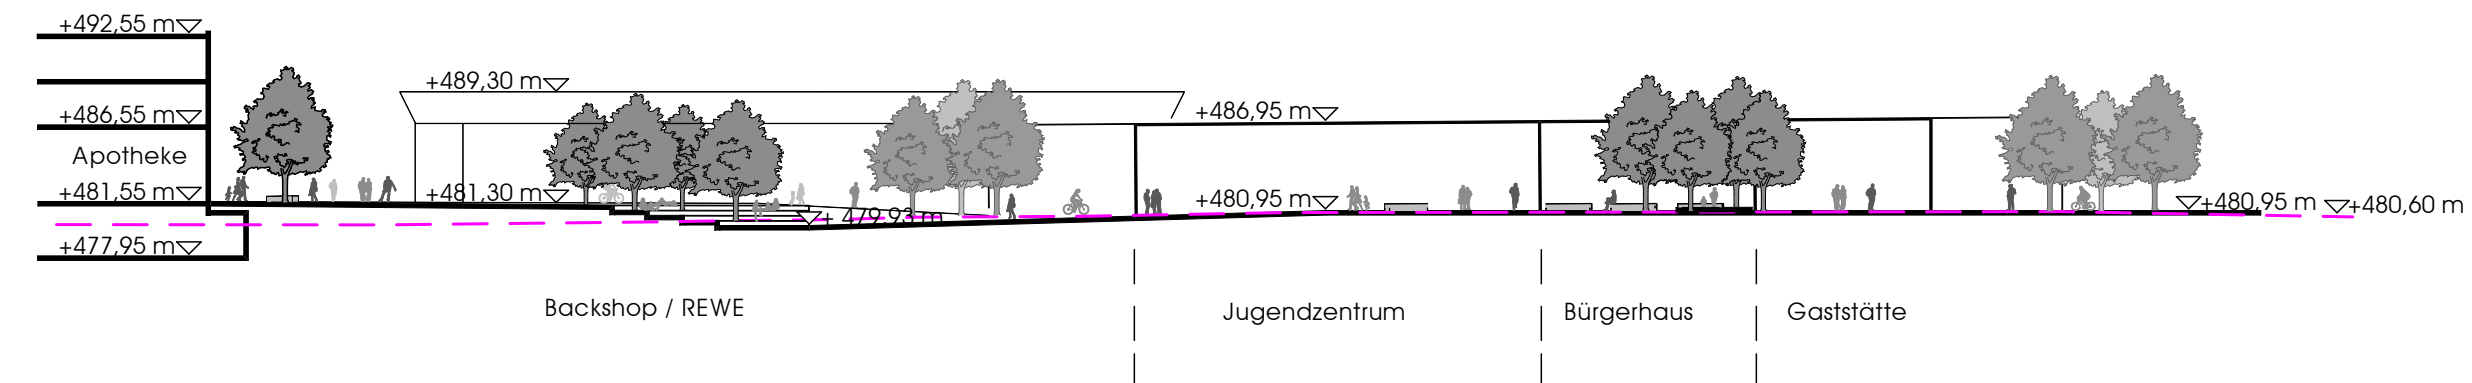 +492,55 m
+489,30 m
+486,55 m
+486,95 m
Apotheke
+481,55 m
+481,30 m
+480,95 m
+480,95 m
+480,60 m
+ 479,93 m
+477,95 m
Backshop / REWE
Jugendzentrum
Bürgerhaus
Gaststätte